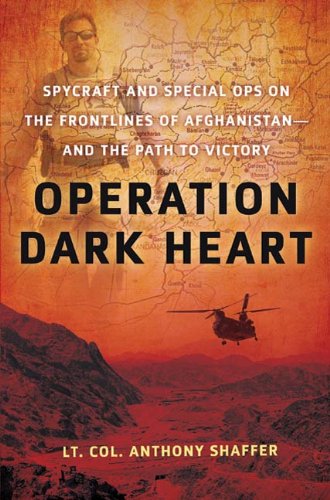 SPYCRAFT AND SPECIAL OPS ON
THE FRONTLINES OF AFGHANISTAN—
AND THE PATH TO VICTORY
OPERATION
DARK HEART
LT. COL. ANTHONY SHAFFER